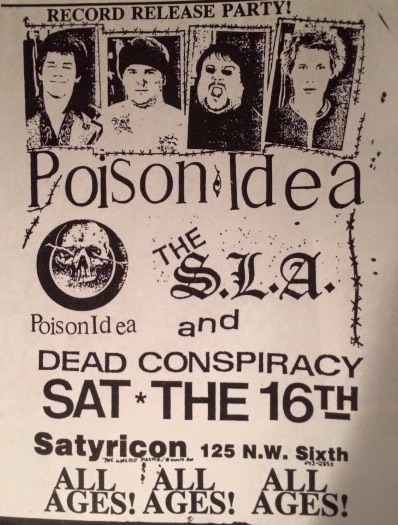 RECORD RELEASE PARTY!
Poison Idea
THE
S.L.A.
Poison Idea
and
DEAD CONSPIRACY
SAT * THE 16TH
Satyricon 125 N.W. Sixth
ALL ALL ALL
AGES! AGES! AGES!